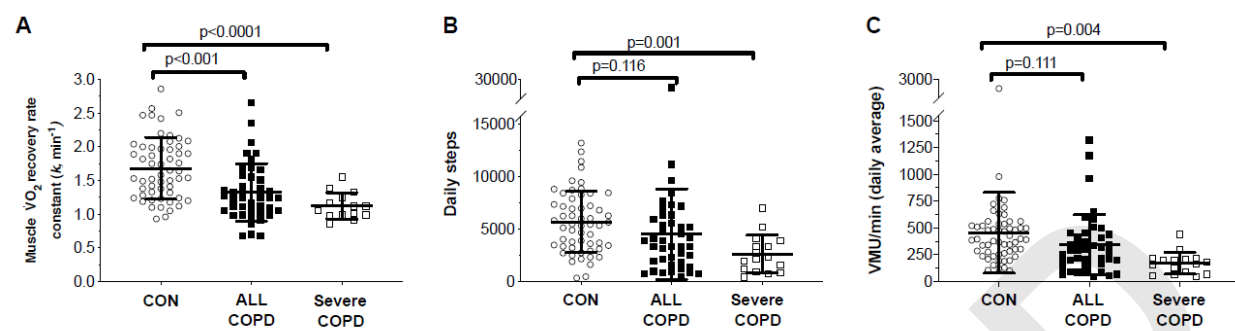 A
p<0.0001
p<0.001
Muscle V̇O₂ recovery rate
constant (k, min⁻¹)
3.0
2.5
2.0
1.5
1.0
0.5
0.0
CON
ALL
COPD
Severe
COPD
B
p=0.001
p=0.116
Daily steps
30000
15000
10000
5000
0
CON
ALL
COPD
Severe
COPD
C
p=0.004
p=0.111
VMU/min (daily average)
3000
1500
1250
1000
750
500
250
0
CON
ALL
COPD
Severe
COPD